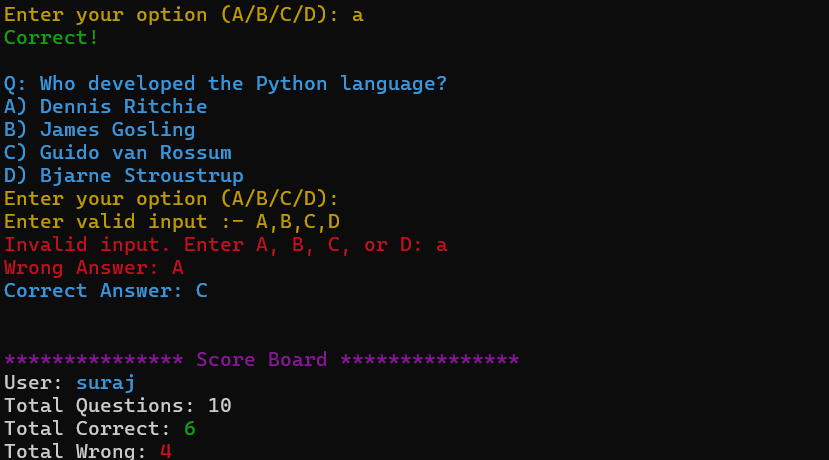 Enter your option (A/B/C/D): a
Correct!
Q: Who developed the Python language?
A) Dennis Ritchie
B) James Gosling
C) Guido van Rossum
D) Bjarne Stroustrup
Enter your option (A/B/C/D):
Enter valid input :- A,B,C,D
Invalid input. Enter A, B, C, or D: a
Wrong Answer: A
Correct Answer: C
*************** Score Board ***************
User: suraj
Total Questions: 10
Total Correct: 6
Total Wrong: 4